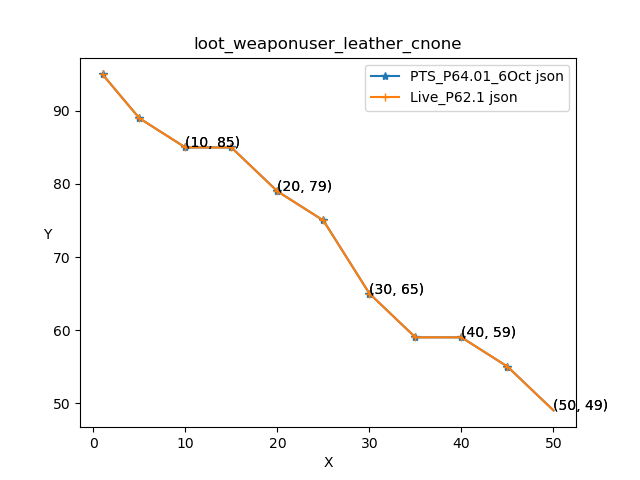 loot_weaponuser_leather_cnone
PTS_P64.01_6Oct json
Live_P62.1 json
Y
90
80
70
60
50
(10, 85)
(20, 79)
(30, 65)
(40, 59)
(50, 49)
0 10 20 30 40 50
X